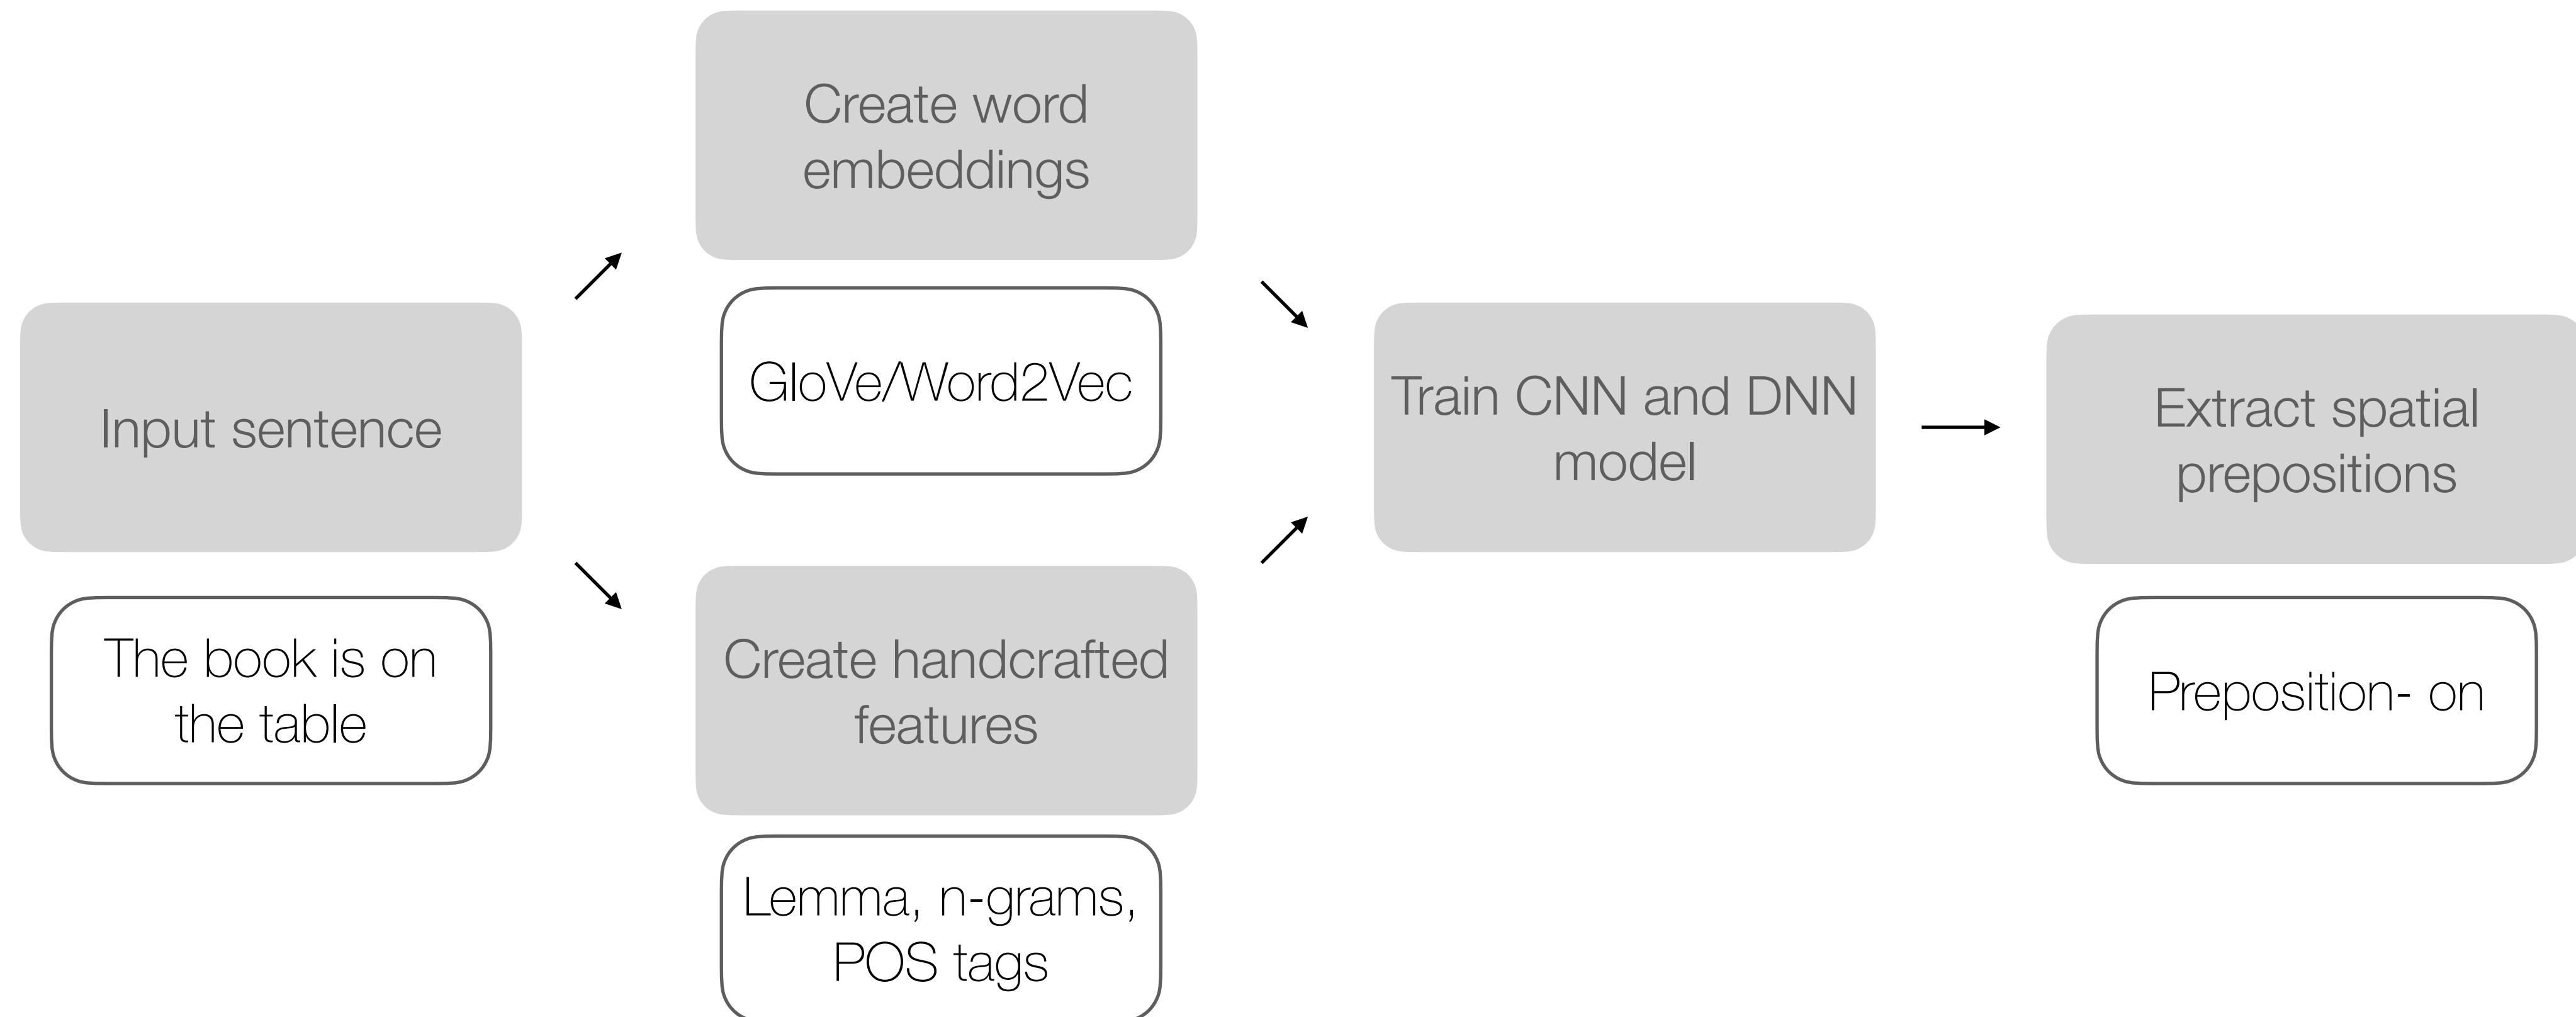 Input sentence
The book is on
the table
Create word
embeddings
GloVe/Word2Vec
Create handcrafted
features
Lemma, n-grams,
POS tags
Train CNN and DNN
model
Extract spatial
prepositions
Preposition- on